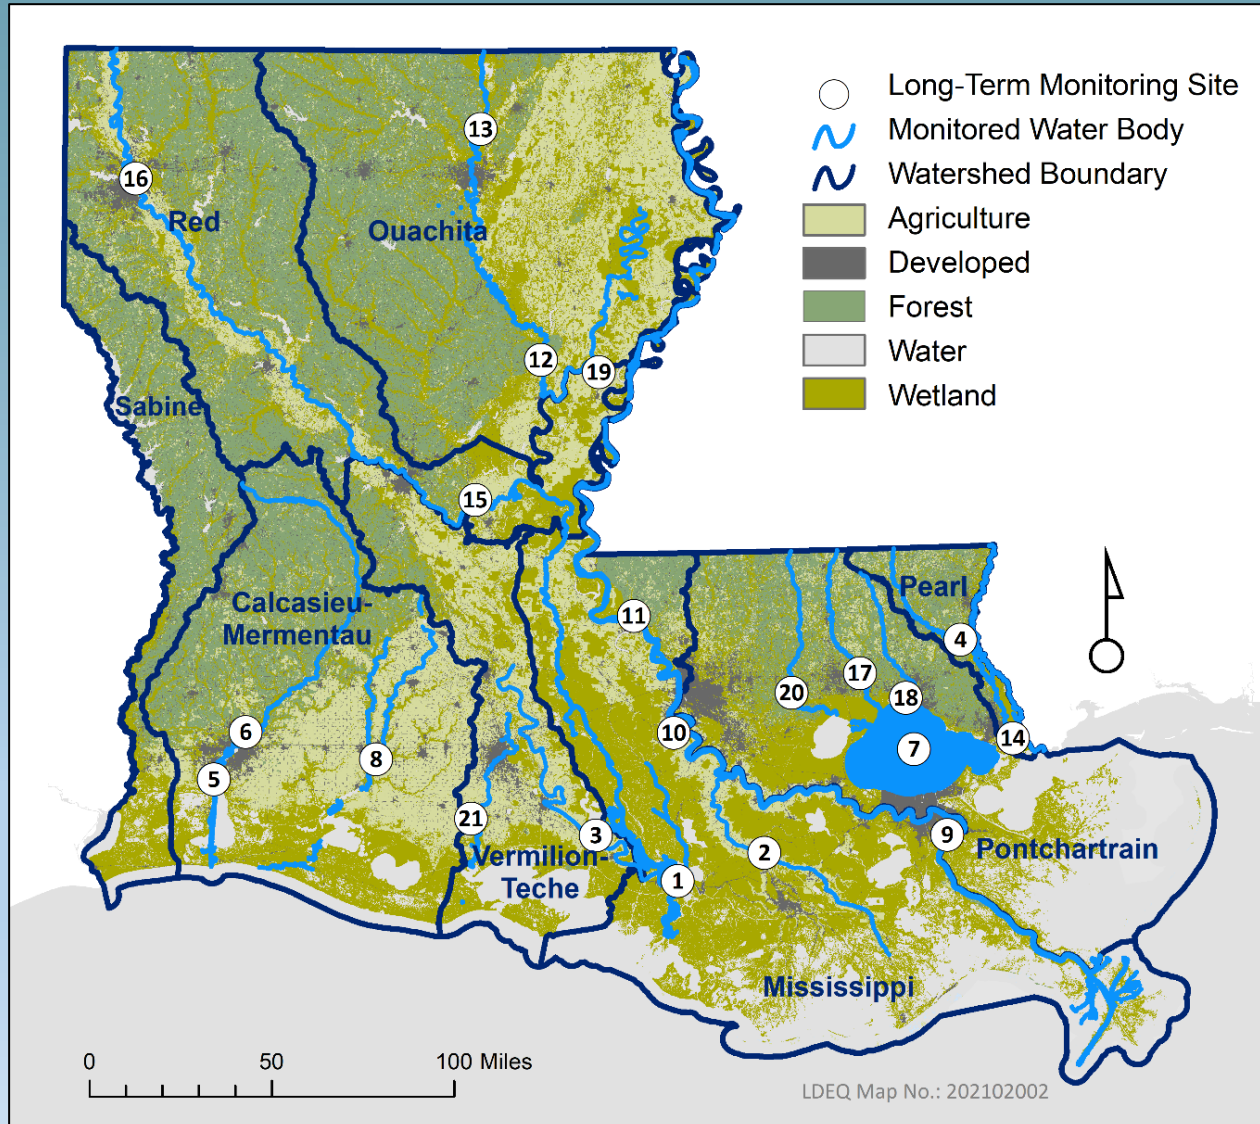 Long-Term Monitoring Site
Monitored Water Body
Watershed Boundary
Agriculture
Developed
Forest
Water
Wetland
13
16
Red
Ouachita
12
19
Sabine
15
Pearl
Calcasieu-
Mermentau
11
4
17
20
18
6
10
14
7
8
5
21
3
9
Vermilion-
Teche
2
Pontchartrain
1
Mississippi
0
50
100 Miles
LDEQ Map No.: 202102002